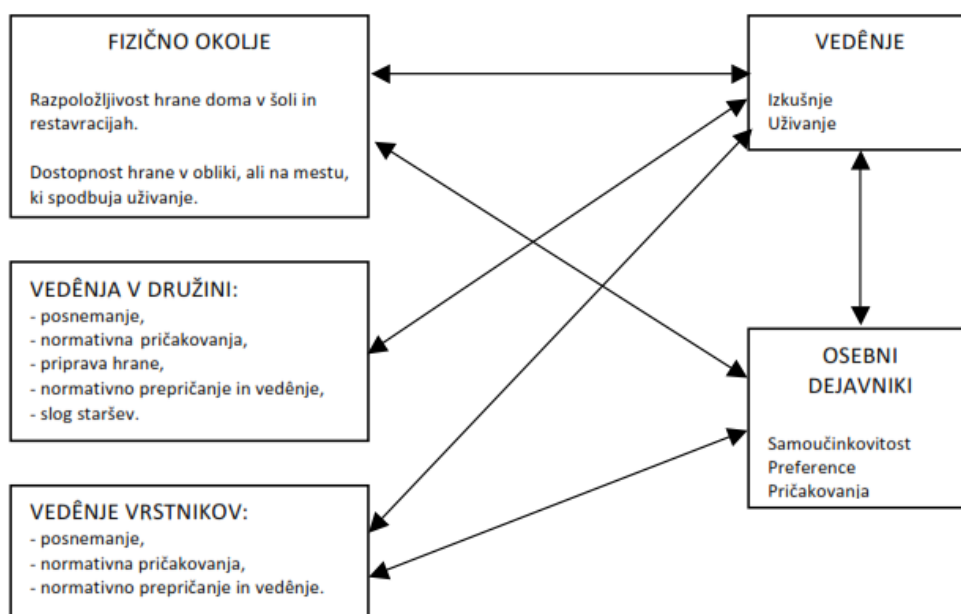 FIZIČNO OKOLJE
Razpoložljivost hrane doma v šoli in
restavracijah.
Dostopnost hrane v obliki, ali na mestu,
ki spodbuja uživanje.
VEDÊNJA V DRUŽINI:
- posnemanje,
- normativna pričakovanja,
- priprava hrane,
- normativno prepričanje in vedênje,
- slog staršev.
VEDÊNJE VRSTNIKOV:
- posnemanje,
- normativna pričakovanja,
- normativno prepričanje in vedênje.
VEDÊNJE
Izkušnje
Uživanje
OSEBNI
DEJAVNIKI
Samoučinkovitost
Preference
Pričakovanja